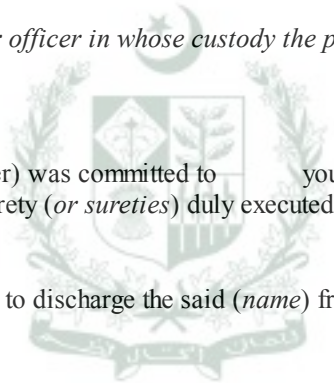 r officer in whose custody the p
er) was committed to you
rety (or sureties) duly executed
to discharge the said (name) fr